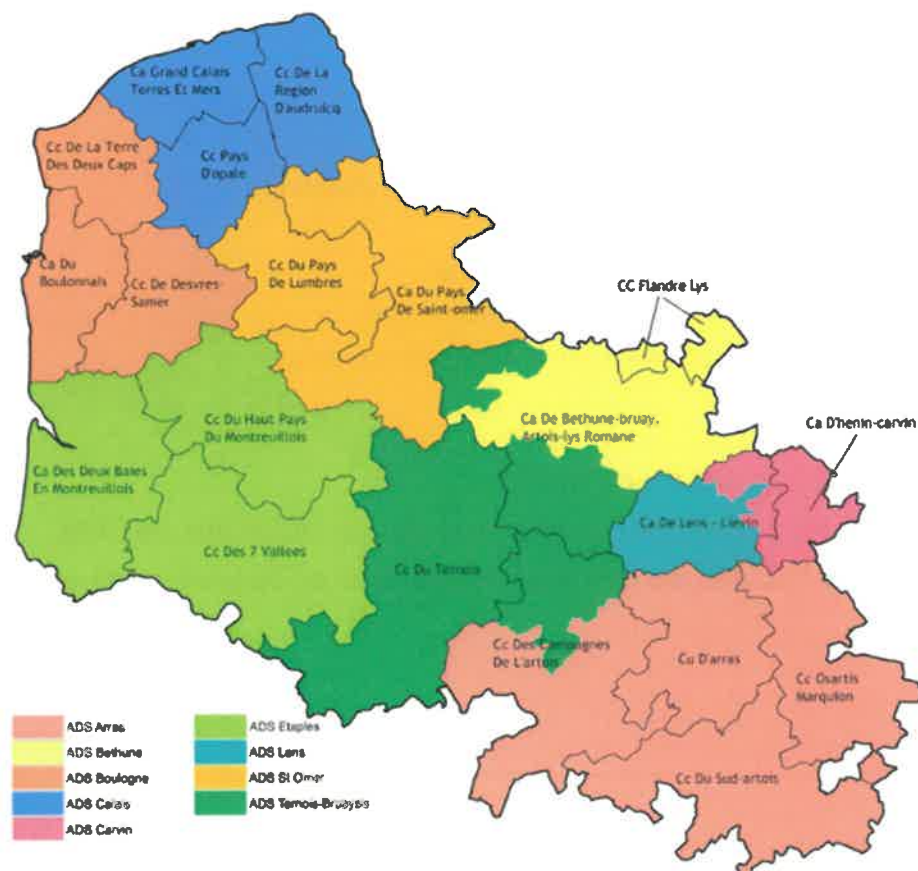 Ca Grand Calais
Terres Et Mers
Cc De La
Region
D'audruicq
Cc De La Terre
Des Deux Caps
Cc Pays
D'opale
Ca Du
Boulonnais
Cc De Desvres-
Samer
Cc Du Pays
De Lumbres
Ca Du Pays
De Saint-omer
CC Flandre Lys
Cc Du Haut Pays
Du Montreuillois
Ca De Bethune-bruay,
Artois-lys Romane
Ca D'henin-carvin
Ca Des Deux Baies
En Montreuillois
Ca De Lens - Lievin
Cc Des 7 Vallees
Cc Du Ternois
Cc Des Campagnes
De L'artois
Cu D'arras
Cc Osartis
Marquion
Cc Du Sud-artois
ADS Arras
ADS Bethune
ADS Boulogne
ADS Calais
ADS Carvin
ADS Etaples
ADS Lens
ADS St Omer
ADS Ternois-Bruaysis